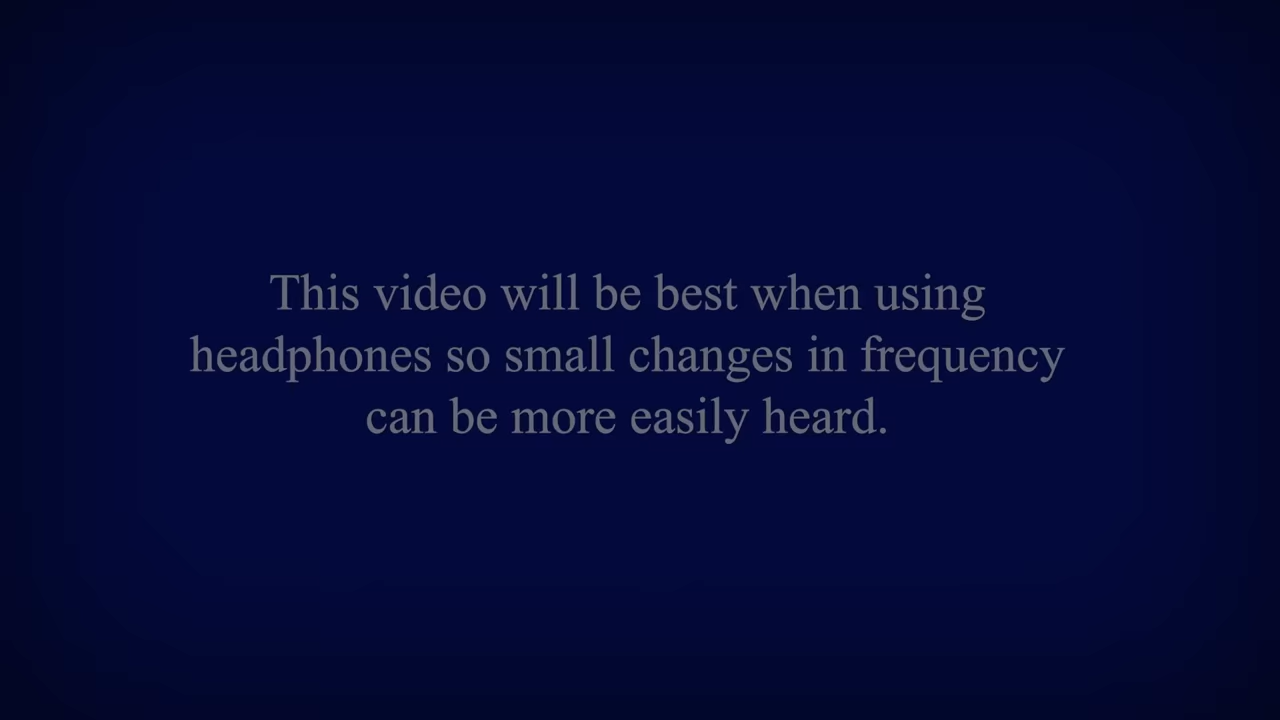 This video will be best when using
headphones so small changes in frequency
can be more easily heard.